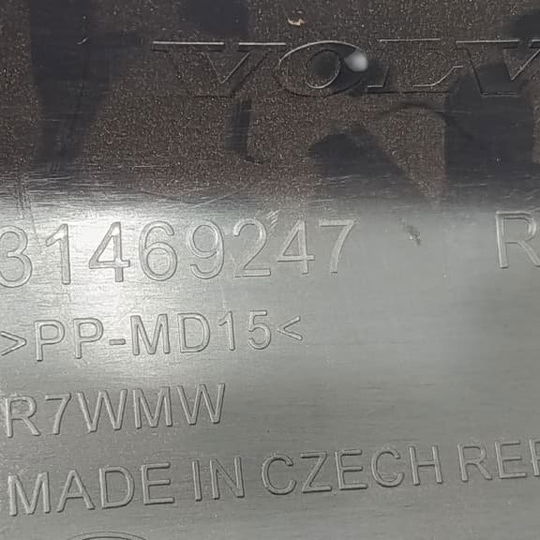 VOLV
31469247 R
>PP-MD15<
R7WMW
MADE IN CZECH REP